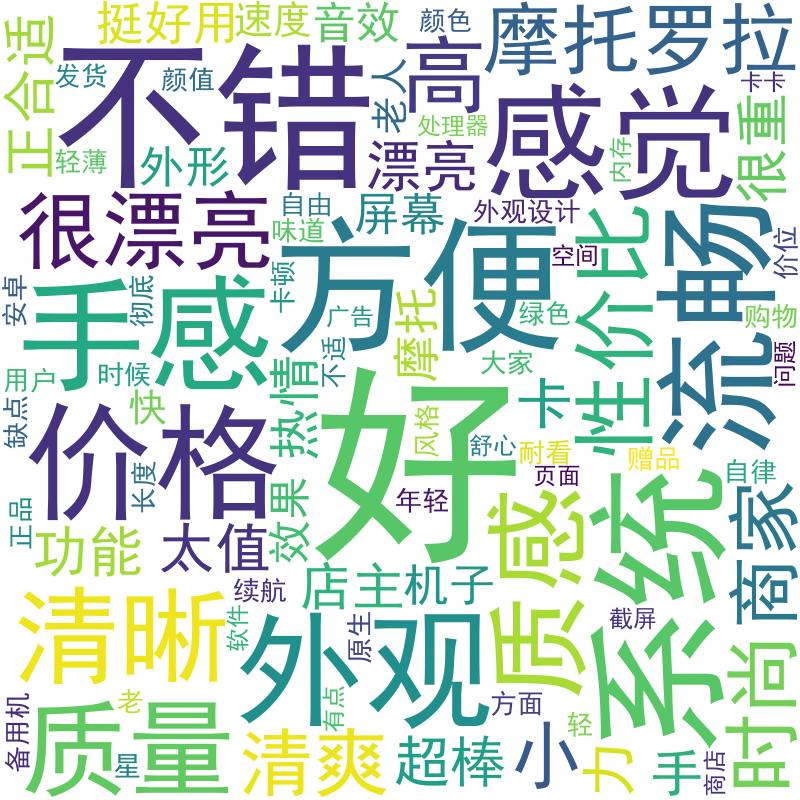 挺好用
速度
音效
颜色
摩托罗拉
正合适
发货
颜值
不错
老人
高
感觉
卡卡
很重
处理器
内存
轻薄
外形
漂亮
很漂亮
自由
味道
屏幕
外观设计
空间
性价比
流畅
价位
安卓
手感
彻底
卡顿
方便
广告
摩托
绿色
购物
不适
大家
问题
用户
时候
热情
好
卡
缺点
快
价格
风格
舒心
耐看
赠品
自律
长度
效果
年轻
页面
正品
功能
太值
质感
系统
商家
店主
机子
续航
清晰
软件
外观
原生
截屏
时尚
备用机
老
质量
星
清爽
有点
超棒
方面
小
轻
力
手
商店